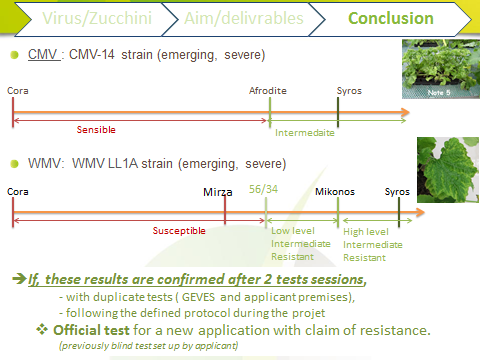 Virus/Zucchini Aim/delivrables Conclusion
CMV : CMV-14 strain (emerging, severe)
Note 5
Cora Afrodite Syros
Sensible Intermedaite
WMV: WMV LL1A strain (emerging, severe)
Cora Mirza 56/34 Mikonos Syros
Susceptible
Low level
Intermediate
Resistant
High level
Intermediate
Resistant
➔If, these results are confirmed after 2 tests sessions,
- with duplicate tests ( GEVES and applicant premises),
- following the defined protocol during the projet
❖ Official test for a new application with claim of resistance.
(previously blind test set up by applicant)